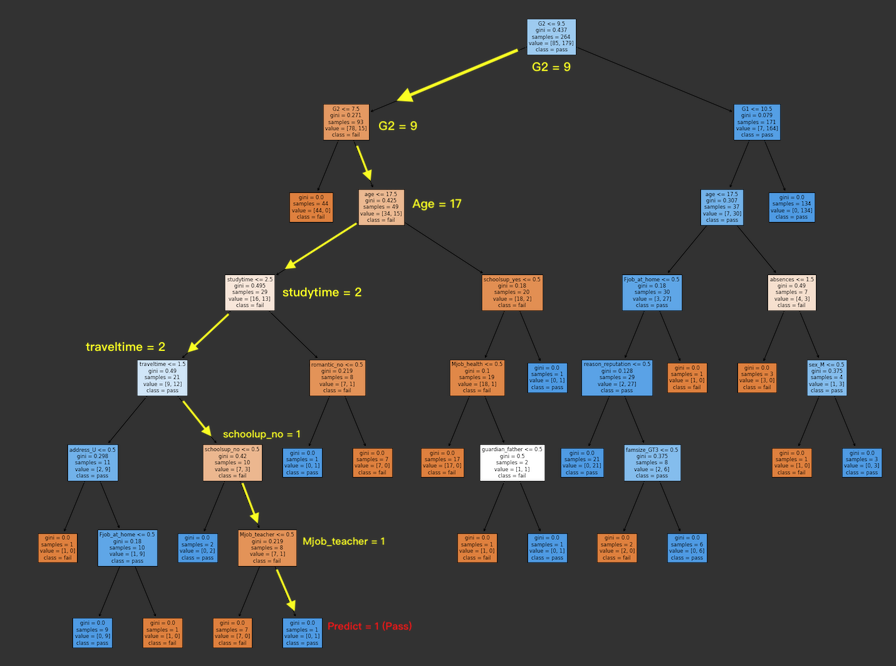 G2 <= 9.5
gini = 0.437
samples = 264
value = [85, 179]
class = pass
G2 = 9
G2 <= 7.5
gini = 0.271
samples = 93
value = [78, 15]
class = fail
G2 = 9
G1 <= 10.5
gini = 0.079
samples = 171
value = [7, 164]
class = pass
gini = 0.0
samples = 44
value = [44, 0]
class = fail
age <= 17.5
gini = 0.425
samples = 49
value = [34, 15]
class = fail
Age = 17
age <= 17.5
gini = 0.307
samples = 37
value = [7, 30]
class = pass
gini = 0.0
samples = 134
value = [0, 134]
class = pass
studytime <= 2.5
gini = 0.495
samples = 29
value = [16, 13]
class = fail
studytime = 2
schoolsup_yes <= 0.5
gini = 0.18
samples = 20
value = [18, 2]
class = fail
Fjob_at_home <= 0.5
gini = 0.18
samples = 30
value = [3, 27]
class = pass
absences <= 1.5
gini = 0.49
samples = 7
value = [4, 3]
class = fail
traveltime = 2
traveltime <= 1.5
gini = 0.49
samples = 21
value = [9, 12]
class = pass
romantic_no <= 0.5
gini = 0.219
samples = 8
value = [7, 1]
class = fail
Mjob_health <= 0.5
gini = 0.1
samples = 19
value = [18, 1]
class = fail
gini = 0.0
samples = 1
value = [0, 1]
class = pass
reason_reputation <= 0.5
gini = 0.128
samples = 29
value = [2, 27]
class = pass
gini = 0.0
samples = 1
value = [1, 0]
class = fail
gini = 0.0
samples = 3
value = [3, 0]
class = fail
sex_M <= 0.5
gini = 0.375
samples = 4
value = [1, 3]
class = pass
schoolup_no = 1
address_U <= 0.5
gini = 0.298
samples = 11
value = [2, 9]
class = pass
schoolsup_no <= 0.5
gini = 0.42
samples = 10
value = [7, 3]
class = fail
gini = 0.0
samples = 1
value = [0, 1]
class = pass
gini = 0.0
samples = 7
value = [7, 0]
class = fail
gini = 0.0
samples = 17
value = [17, 0]
class = fail
guardian_father <= 0.5
gini = 0.5
samples = 2
value = [1, 1]
class = fail
gini = 0.0
samples = 21
value = [0, 21]
class = pass
famsize_GT3 <= 0.5
gini = 0.375
samples = 8
value = [2, 6]
class = pass
gini = 0.0
samples = 1
value = [1, 0]
class = fail
gini = 0.0
samples = 3
value = [0, 3]
class = pass
gini = 0.0
samples = 1
value = [1, 0]
class = fail
Fjob_at_home <= 0.5
gini = 0.18
samples = 10
value = [1, 9]
class = pass
gini = 0.0
samples = 2
value = [0, 2]
class = pass
Mjob_teacher <= 0.5
gini = 0.219
samples = 8
value = [7, 1]
class = fail
Mjob_teacher = 1
gini = 0.0
samples = 1
value = [1, 0]
class = fail
gini = 0.0
samples = 1
value = [0, 1]
class = pass
gini = 0.0
samples = 2
value = [2, 0]
class = fail
gini = 0.0
samples = 6
value = [0, 6]
class = pass
gini = 0.0
samples = 9
value = [0, 9]
class = pass
gini = 0.0
samples = 1
value = [1, 0]
class = fail
gini = 0.0
samples = 7
value = [7, 0]
class = fail
gini = 0.0
samples = 1
value = [0, 1]
class = pass
Predict = 1 (Pass)